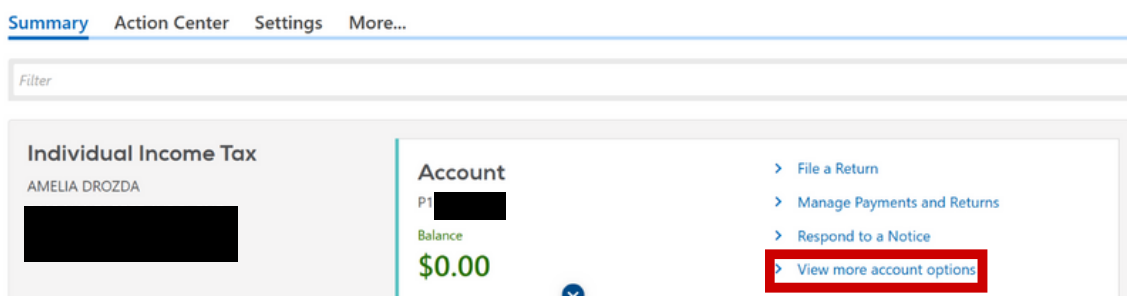 Summary Action Center Settings More...
Filter
Individual Income Tax
AMELIA DROZDA
Account
P1
Balance
$0.00
> File a Return
> Manage Payments and Returns
> Respond to a Notice
> View more account options